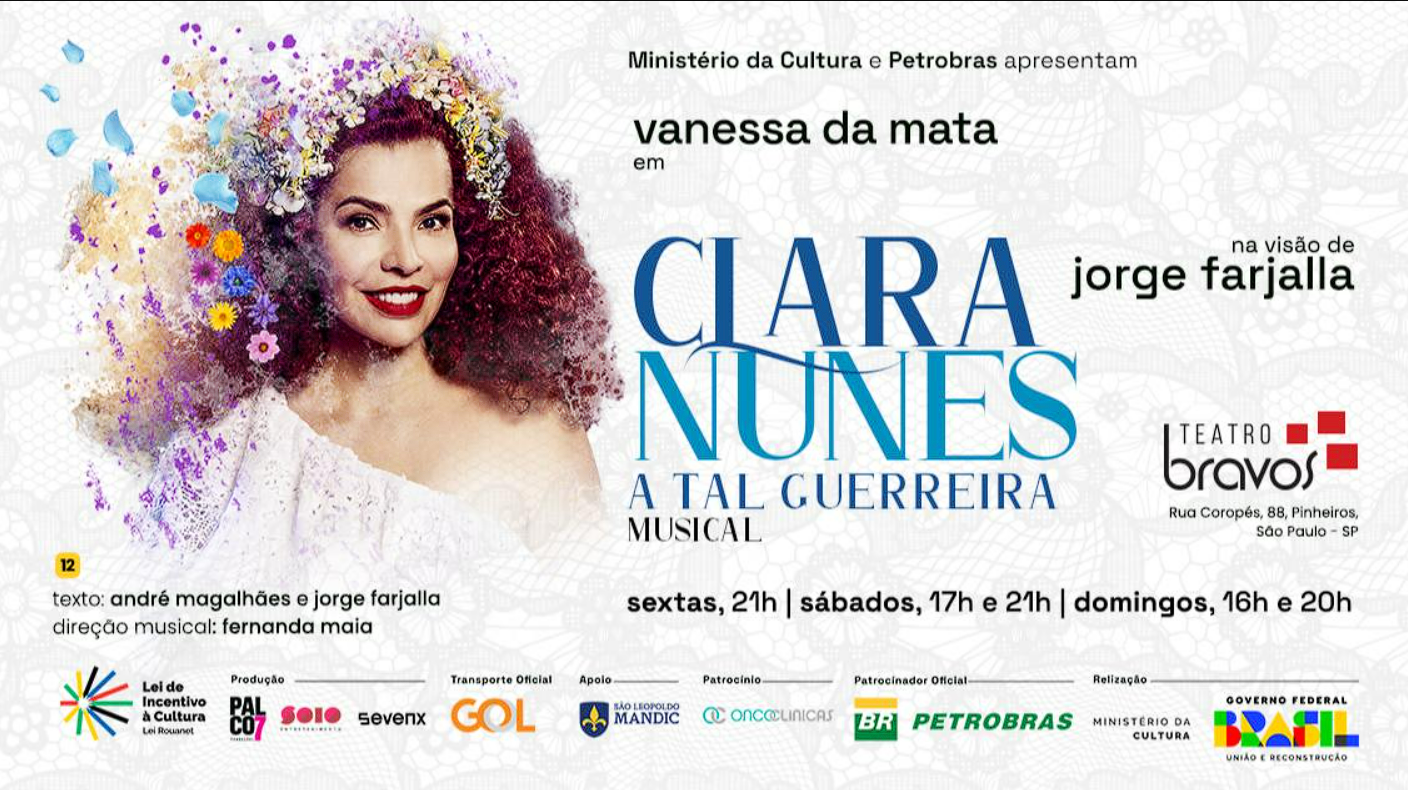 Ministério da Cultura e Petrobras apresentam
vanessa da mata
em
CLARA
NUNES
A TAL GUERREIRA
MUSICAL
na visão de
jorge farjalla
TEATRO
bravos
Rua Coropés, 88, Pinheiros,
São Paulo - SP
12
texto: andré magalhães e jorge farjalla
direção musical: fernanda maia
sextas, 21h | sábados, 17h e 21h | domingos, 16h e 20h
Lei de
Incentivo
à Cultura
Lei Rouanet
Produção
PAL
CO7
SOIO
ENTRETENIMENTO
sevenx
Transporte Oficial
GOL
Apoio
SÃO LEOPOLDO
MANDIC
Patrocínio
ONCOCLINICAS
Patrocinador Oficial
BR PETROBRAS
Relização
MINISTÉRIO DA
CULTURA
GOVERNO FEDERAL
BRASIL
UNIÃO E RECONSTRUÇÃO